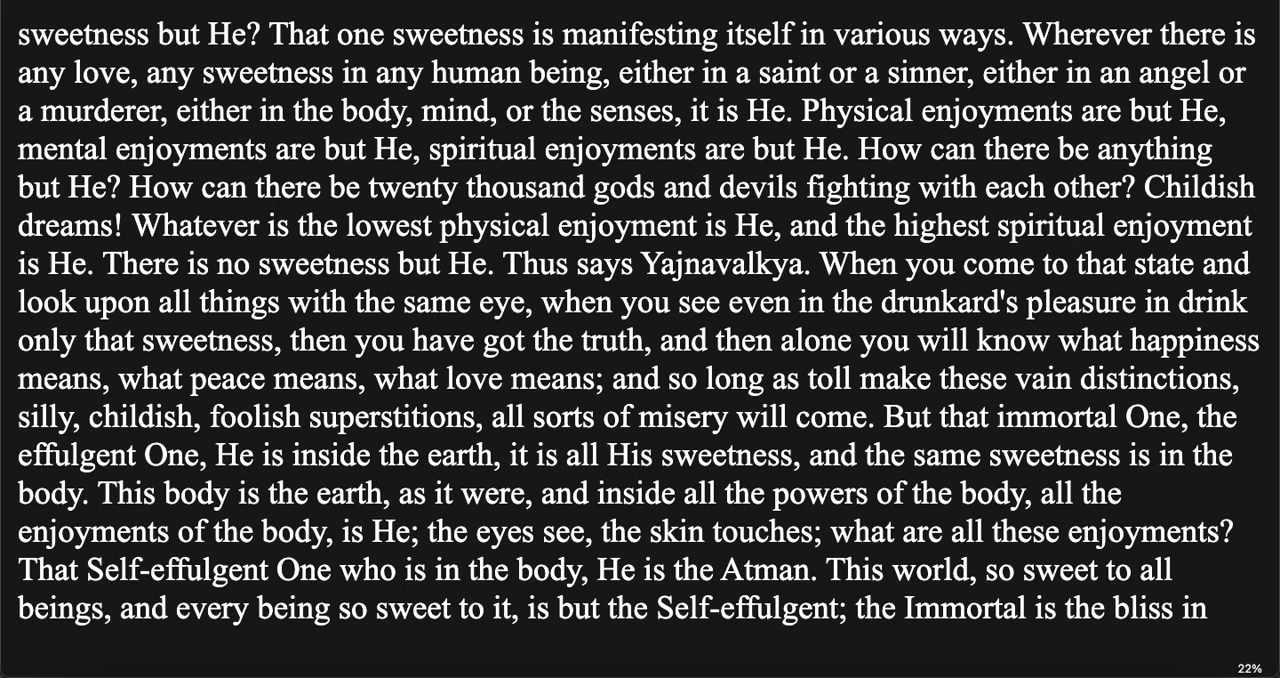 sweetness but He? That one sweetness is manifesting itself in various ways. Wherever there is
any love, any sweetness in any human being, either in a saint or a sinner, either in an angel or
a murderer, either in the body, mind, or the senses, it is He. Physical enjoyments are but He,
mental enjoyments are but He, spiritual enjoyments are but He. How can there be anything
but He? How can there be twenty thousand gods and devils fighting with each other? Childish
dreams! Whatever is the lowest physical enjoyment is He, and the highest spiritual enjoyment
is He. There is no sweetness but He. Thus says Yajnavalkya. When you come to that state and
look upon all things with the same eye, when you see even in the drunkard's pleasure in drink
only that sweetness, then you have got the truth, and then alone you will know what happiness
means, what peace means, what love means; and so long as toll make these vain distinctions,
silly, childish, foolish superstitions, all sorts of misery will come. But that immortal One, the
effulgent One, He is inside the earth, it is all His sweetness, and the same sweetness is in the
body. This body is the earth, as it were, and inside all the powers of the body, all the
enjoyments of the body, is He; the eyes see, the skin touches; what are all these enjoyments?
That Self-effulgent One who is in the body, He is the Atman. This world, so sweet to all
beings, and every being so sweet to it, is but the Self-effulgent; the Immortal is the bliss in
22%